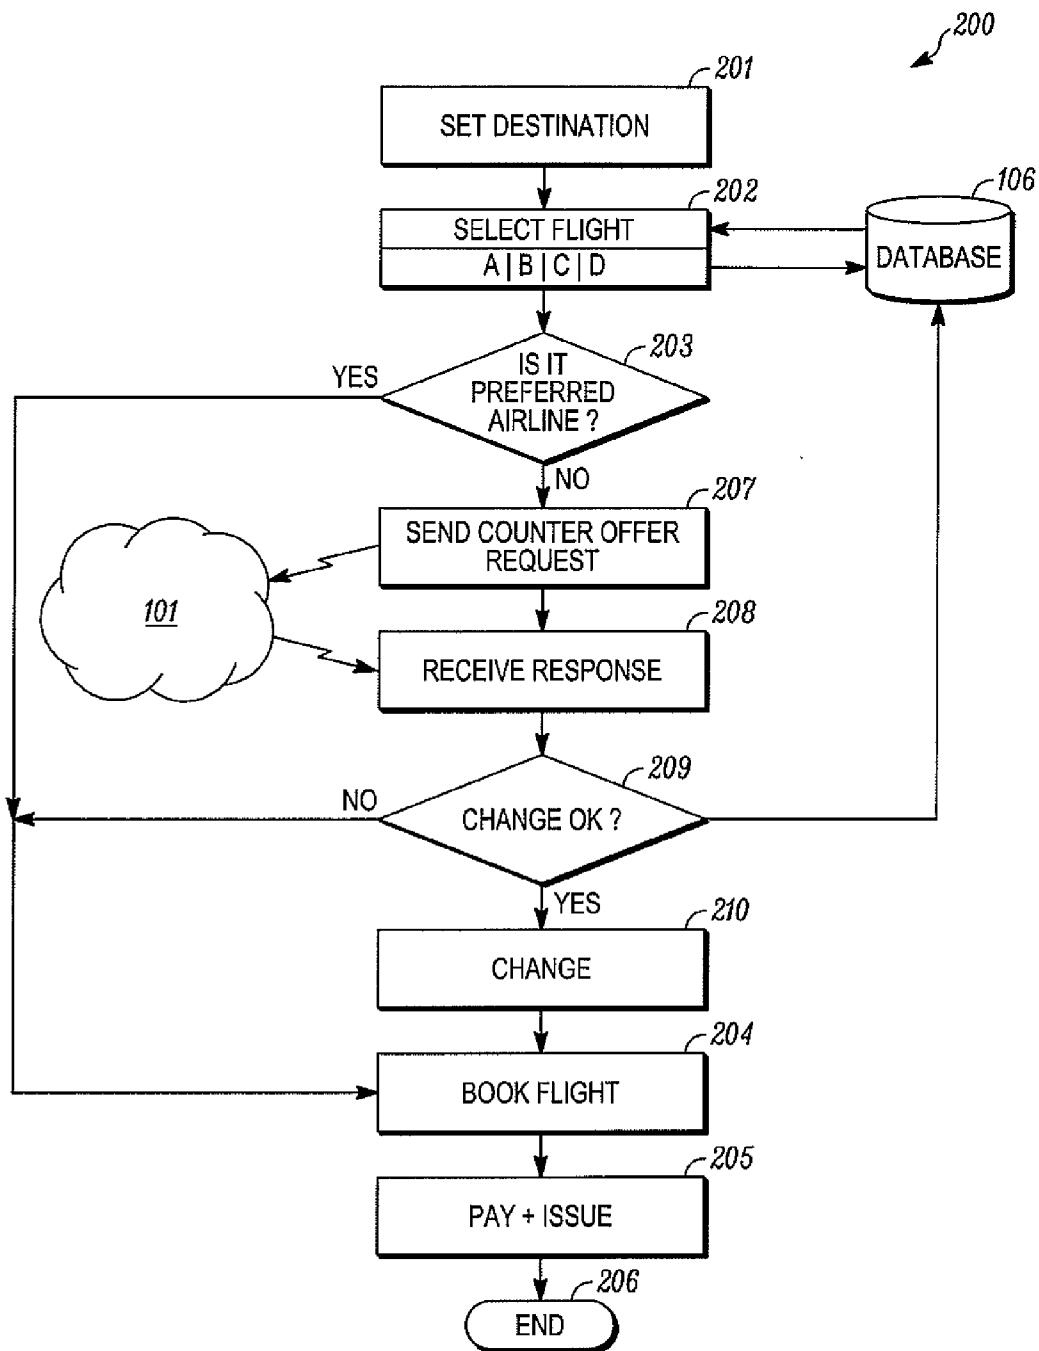 200
201
SET DESTINATION
202
SELECT FLIGHT
A | B | C | D
106
DATABASE
203
IS IT
PREFERRED
AIRLINE ?
YES
NO
207
SEND COUNTER OFFER
REQUEST
101
208
RECEIVE RESPONSE
209
CHANGE OK ?
NO
YES
210
CHANGE
204
BOOK FLIGHT
205
PAY + ISSUE
206
END